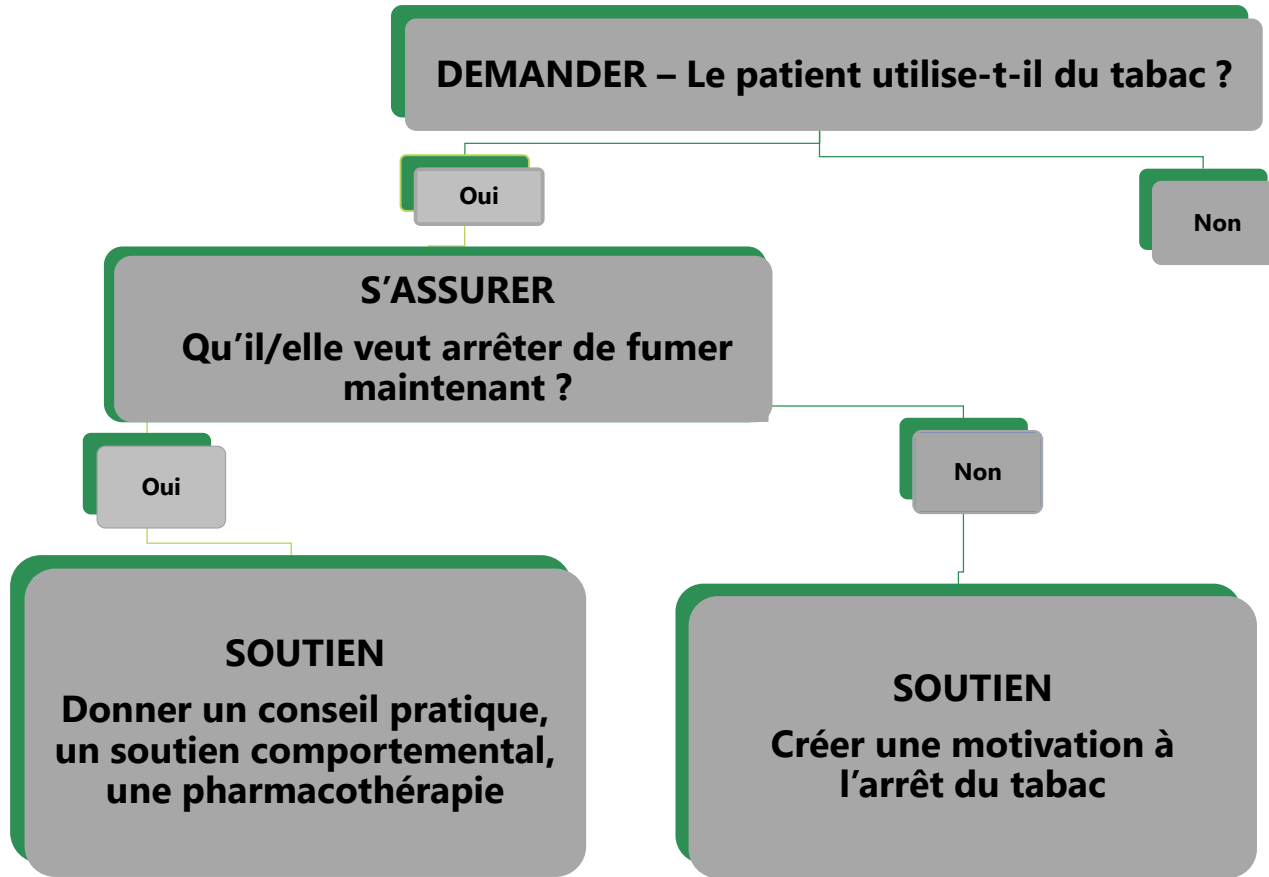 DEMANDER – Le patient utilise-t-il du tabac ?
Oui
Non
S’ASSURER
Qu’il/elle veut arrêter de fumer
maintenant ?
Oui
Non
SOUTIEN
Donner un conseil pratique,
un soutien comportemental,
une pharmacothérapie
SOUTIEN
Créer une motivation à
l’arrêt du tabac